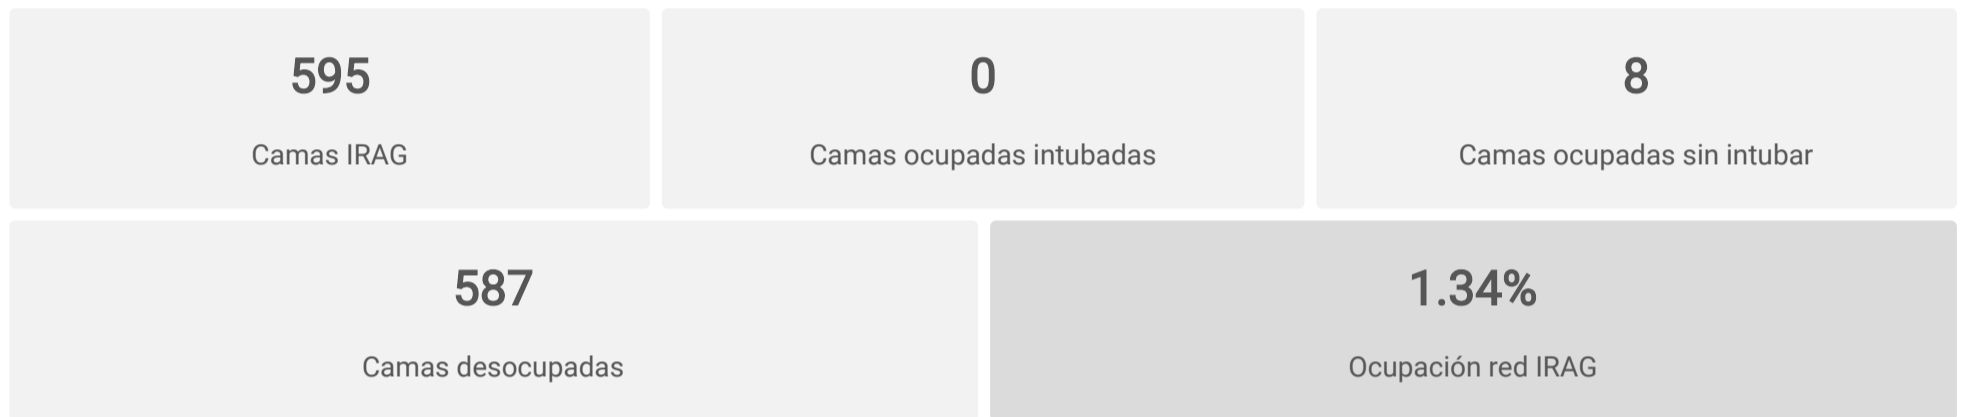 595
Camas IRAG
0
Camas ocupadas intubadas
8
Camas ocupadas sin intubar
587
Camas desocupadas
1.34%
Ocupación red IRAG